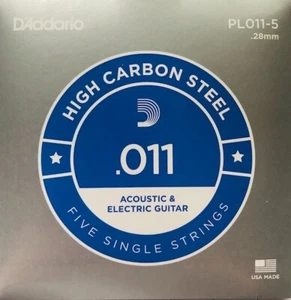 D'Addario
PL011-5
.28mm
HIGH CARBON STEEL
.011
ACOUSTIC &
ELECTRIC GUITAR
FIVE SINGLE STRINGS
USA MADE